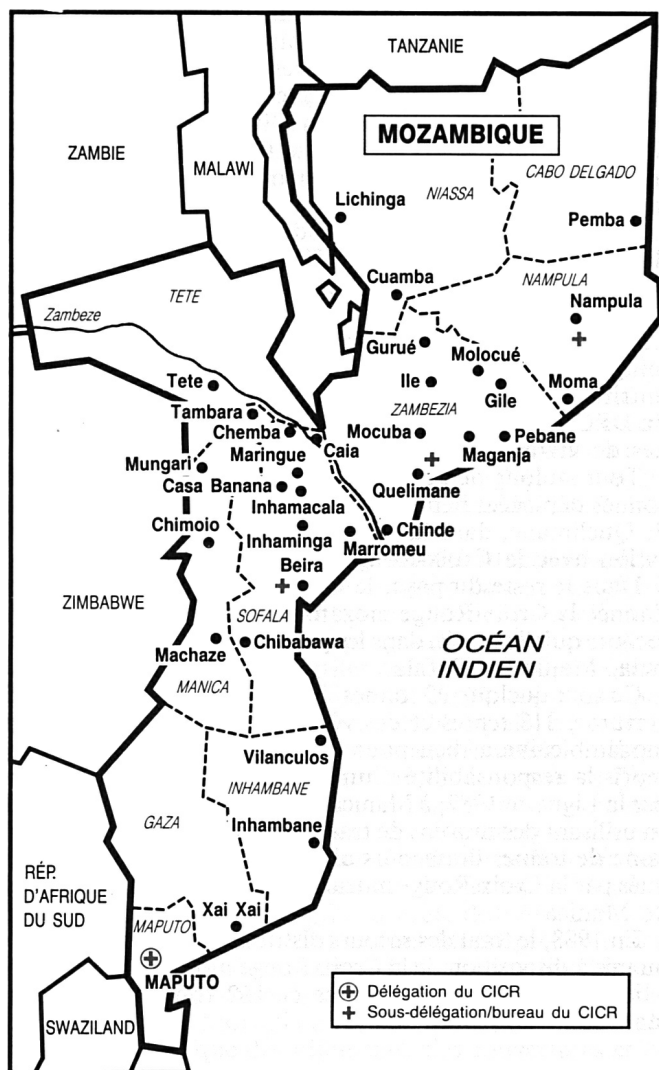 TANZANIE
MOZAMBIQUE
ZAMBIE
MALAWI
CABO DELGADO
NIASSA
Lichinga
Pemba
Cuamba
NAMPULA
TETE
Nampula
Zambeze
Gurué
Molocué
Tete
Ile
Gile
Moma
Tambara
ZAMBEZIA
Chemba
Mocuba
Pebane
Caia
Maringue
Maganja
Mungari
Casa Banana
Quelimane
Inhamacala
Chimoio
Chinde
Inhaminga
Marromeu
Beira
ZIMBABWE
SOFALA
OCÉAN
INDIEN
Machaze
Chibabawa
MANICA
Vilanculos
INHAMBANE
GAZA
Inhambane
RÉP.
D'AFRIQUE
DU SUD
Xai Xai
MAPUTO
MAPUTO
Délégation du CICR
Sous-délégation/bureau du CICR
SWAZILAND